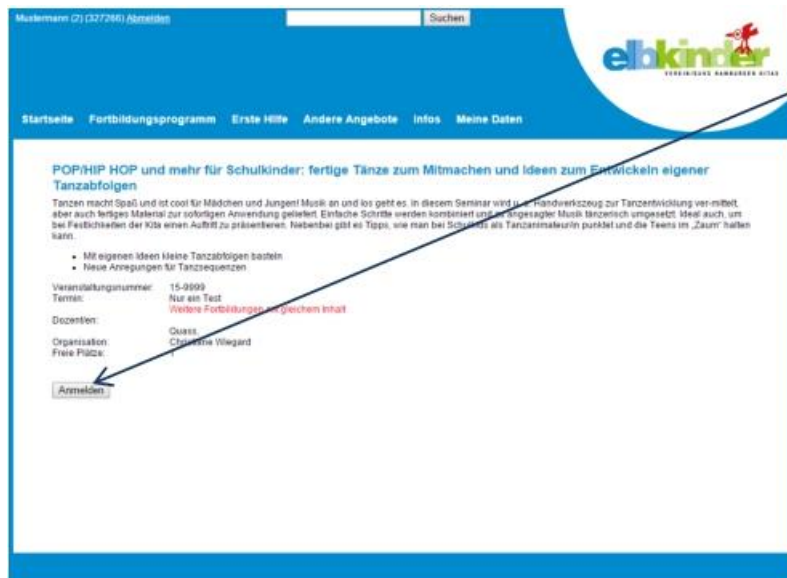 Mustermann (2) (327266) Abmelden
Suchen
elbkinder
VEREINIGUNG HAMBURGER KITAS
Startseite Fortbildungsprogramm Erste Hilfe Andere Angebote Infos Meine Daten
POP/HIP HOP und mehr für Schulkinder: fertige Tänze zum Mitmachen und Ideen zum Entwickeln eigener
Tanzabfolgen
Tanzen macht Spaß und ist cool für Mädchen und Jungen! Musik an und los geht es. In diesem Seminar wird u. a. Handwerkszeug zur Tanzentwicklung ver-mittelt,
aber auch fertiges Material zur sofortigen Anwendung geliefert. Einfache Schritte werden kombiniert und zu angesagter Musik tänzerisch umgesetzt. Ideal auch, um
bei Festlichkeiten der Kita einen Auftritt zu präsentieren. Nebenbei gibt es Tipps, wie man bei Schulkids als Tanzanimateur/in punktet und die Teens im „Zaum" halten
kann.
• Mit eigenen Ideen kleine Tanzabfolgen basteln
• Neue Anregungen für Tanzsequenzen
Veranstaltungsnummer: 15-9999
Termin: Nur ein Test
Weitere Fortbildungen mit gleichem Inhalt
Dozent/en:
Quass,
Organisation: Christine Wiegard
Freie Plätze: 1
Anmelden